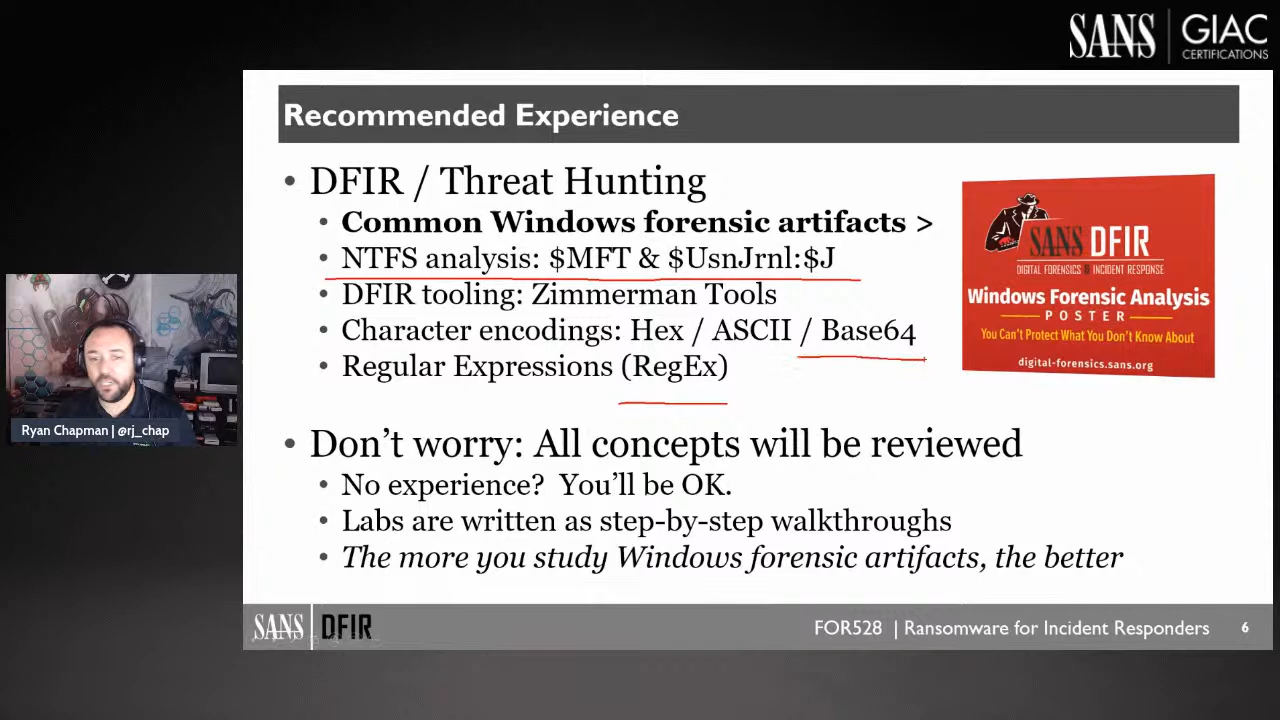 SANS | GIAC
CERTIFICATIONS
Recommended Experience
• DFIR / Threat Hunting
• Common Windows forensic artifacts >
• NTFS analysis: $MFT & $UsnJrnl:$J
• DFIR tooling: Zimmerman Tools
• Character encodings: Hex / ASCII / Base64
• Regular Expressions (RegEx)
SANS DFIR
DIGITAL FORENSICS & INCIDENT RESPONSE
Windows Forensic Analysis
POSTER
You Can't Protect What You Don't Know About
digital-forensics.sans.org
Ryan Chapman | @rj_chap
• Don't worry: All concepts will be reviewed
• No experience? You'll be OK.
• Labs are written as step-by-step walkthroughs
• The more you study Windows forensic artifacts, the better
SANS | DFIR
FOR528 | Ransomware for Incident Responders 6